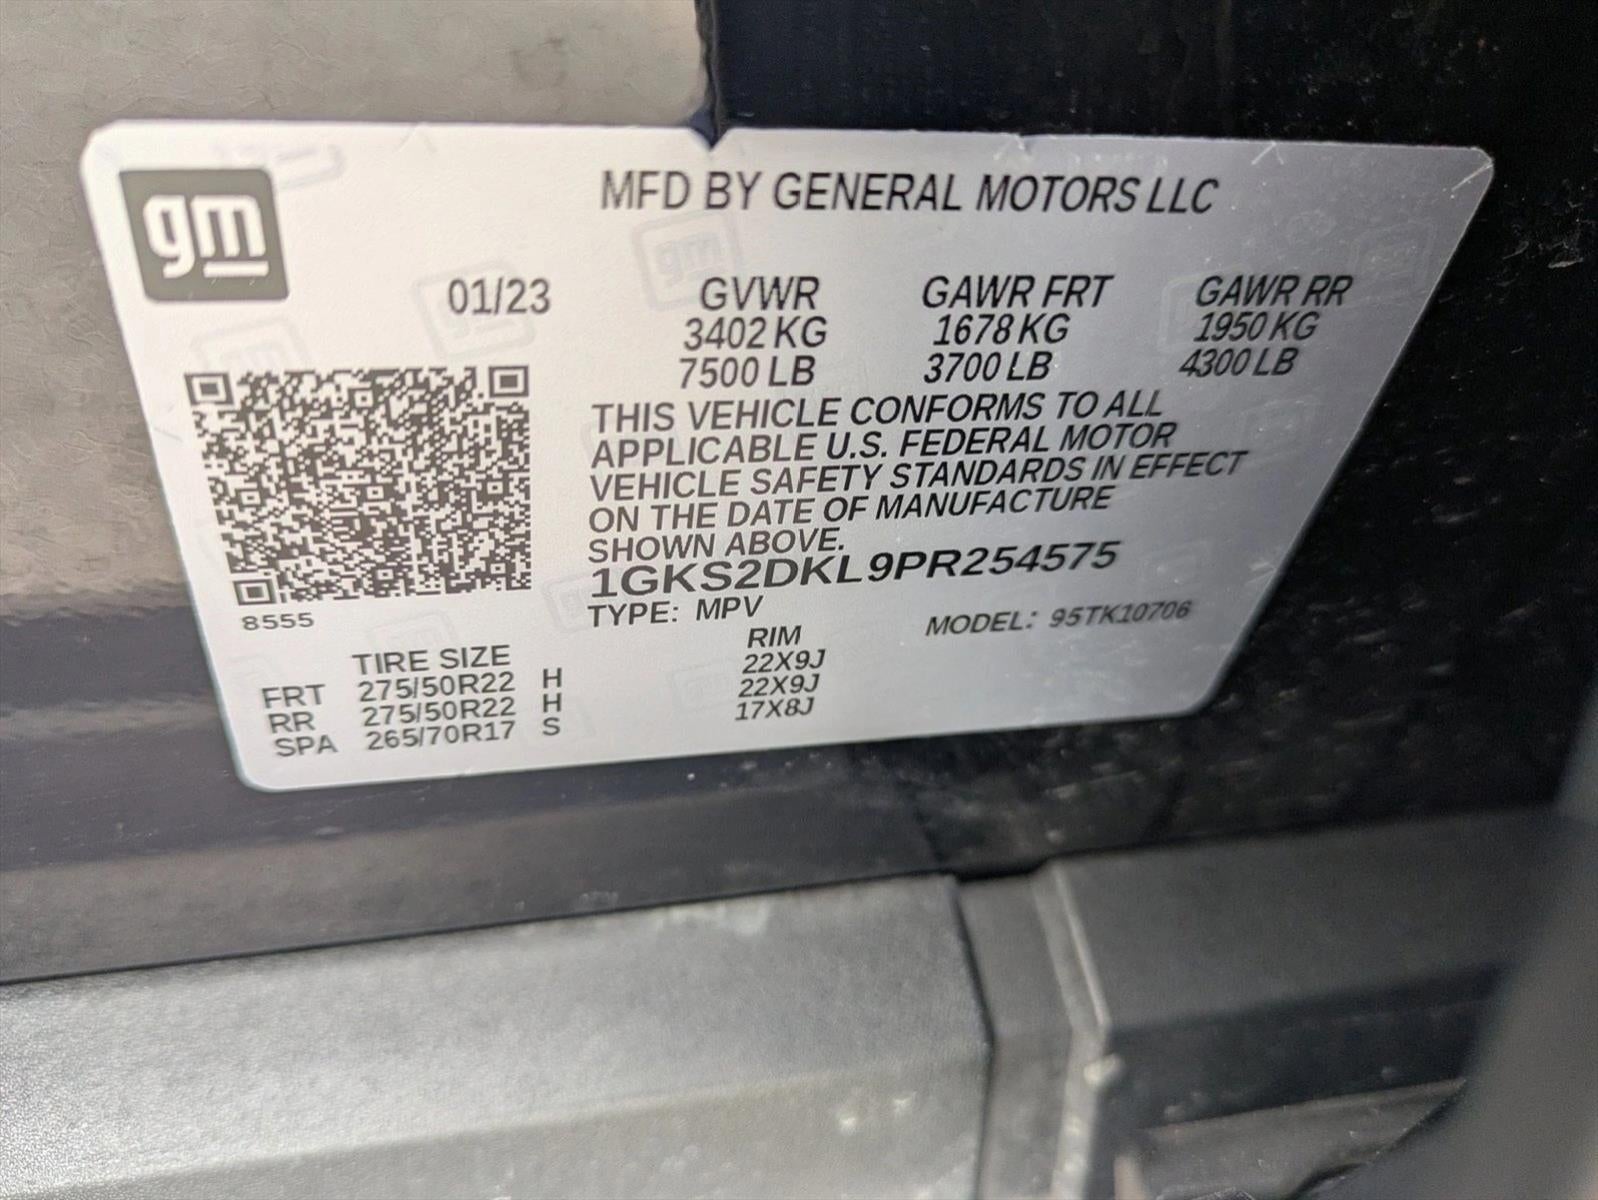 gm
MFD BY GENERAL MOTORS LLC
01/23 GVWR GAWR FRT GAWR RR
3402 KG 1678 KG 1950 KG
7500 LB 3700 LB 4300 LB
THIS VEHICLE CONFORMS TO ALL
APPLICABLE U.S. FEDERAL MOTOR
VEHICLE SAFETY STANDARDS IN EFFECT
ON THE DATE OF MANUFACTURE
SHOWN ABOVE.
1GKS2DKL9PR254575
8555
TYPE: MPV MODEL: 95TK10706
TIRE SIZE RIM
FRT 275/50R22 H 22X9J
RR 275/50R22 H 22X9J
SPA 265/70R17 S 17X8J